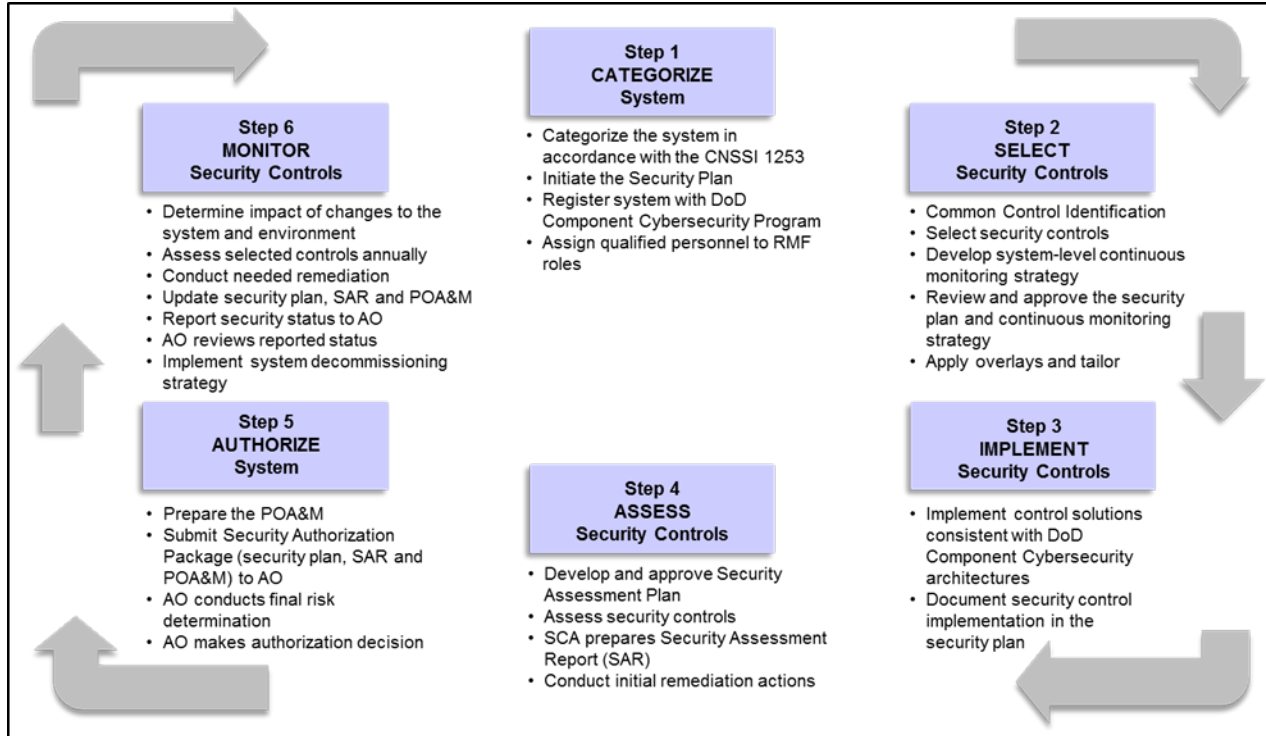 Step 1
CATEGORIZE
System
• Categorize the system in
accordance with the CNSSI 1253
• Initiate the Security Plan
• Register system with DoD
Component Cybersecurity Program
• Assign qualified personnel to RMF
roles
Step 2
SELECT
Security Controls
• Common Control Identification
• Select security controls
• Develop system-level continuous
monitoring strategy
• Review and approve the security
plan and continuous monitoring
strategy
• Apply overlays and tailor
Step 3
IMPLEMENT
Security Controls
• Implement control solutions
consistent with DoD
Component Cybersecurity
architectures
• Document security control
implementation in the
security plan
Step 4
ASSESS
Security Controls
• Develop and approve Security
Assessment Plan
• Assess security controls
• SCA prepares Security Assessment
Report (SAR)
• Conduct initial remediation actions
Step 5
AUTHORIZE
System
• Prepare the POA&M
• Submit Security Authorization
Package (security plan, SAR and
POA&M) to AO
• AO conducts final risk
determination
• AO makes authorization decision
Step 6
MONITOR
Security Controls
• Determine impact of changes to the
system and environment
• Assess selected controls annually
• Conduct needed remediation
• Update security plan, SAR and POA&M
• Report security status to AO
• AO reviews reported status
• Implement system decommissioning
strategy